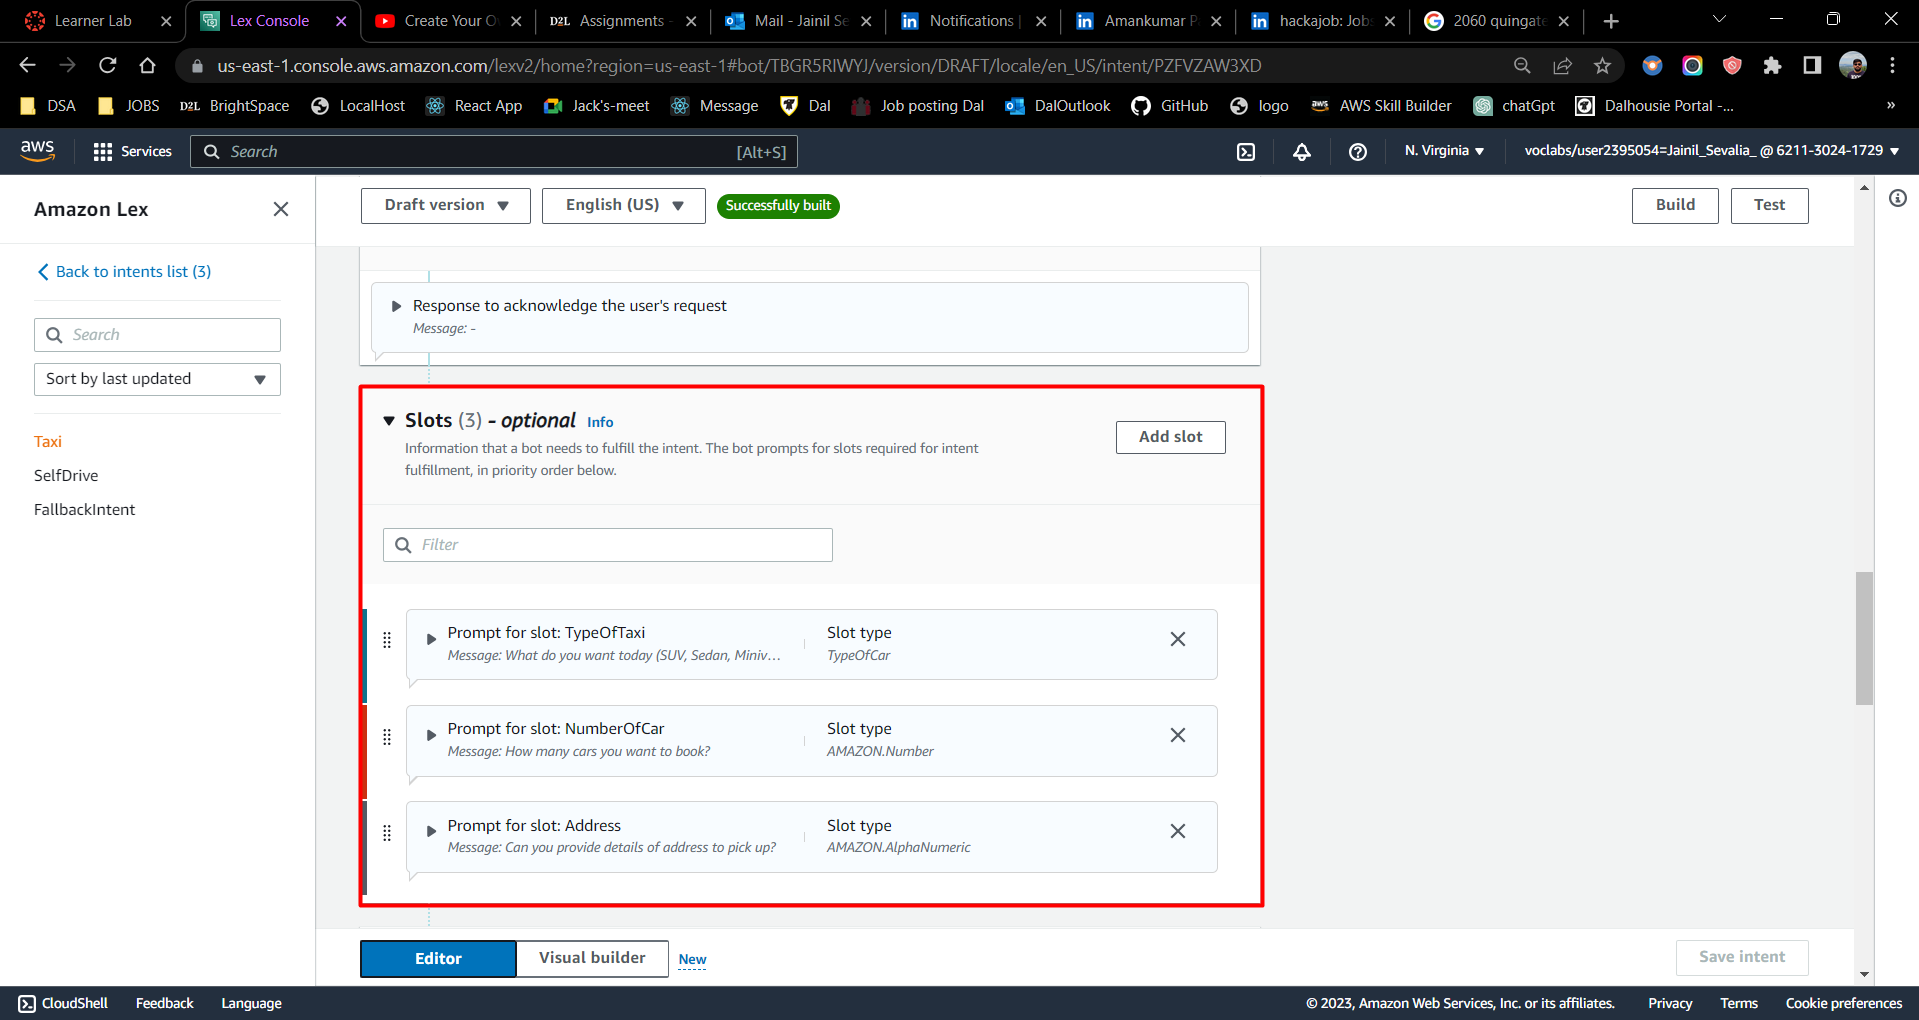 Learner Lab
Lex Console
Create Your O
D2L Assignments -
Mail - Jainil Se
in Notifications |
in Amankumar P
in hackajob: Job
G 2060 quingate
us-east-1.console.aws.amazon.com/lexv2/home?region=us-east-1#bot/TBGR5RIWYJ/version/DRAFT/locale/en_US/intent/PZFVZAW3XD
DSA
JOBS
D2L BrightSpace
LocalHost
React App
Jack's-meet
Message
Dal
Job posting Dal
DalOutlook
GitHub
logo
aws AWS Skill Builder
chatGpt
Dalhousie Portal -...
»
aws
Services
Search
[Alt+S]
N. Virginia
voclabs/user2395054=Jainil_Sevalia_ @ 6211-3024-1729
Amazon Lex
Draft version
English (US)
Successfully built
Build
Test
Back to intents list (3)
Search
Sort by last updated
Taxi
SelfDrive
FallbackIntent
Response to acknowledge the user's request
Message: -
Slots (3) - optional Info
Information that a bot needs to fulfill the intent. The bot prompts for slots required for intent
fulfillment, in priority order below.
Add slot
Filter
Prompt for slot: TypeOfTaxi
Message: What do you want today (SUV, Sedan, Miniv...
Slot type
TypeOfCar
Prompt for slot: NumberOfCar
Message: How many cars you want to book?
Slot type
AMAZON.Number
Prompt for slot: Address
Message: Can you provide details of address to pick up?
Slot type
AMAZON.AlphaNumeric
Editor
Visual builder
New
Save intent
CloudShell
Feedback
Language
© 2023, Amazon Web Services, Inc. or its affiliates.
Privacy
Terms
Cookie preferences